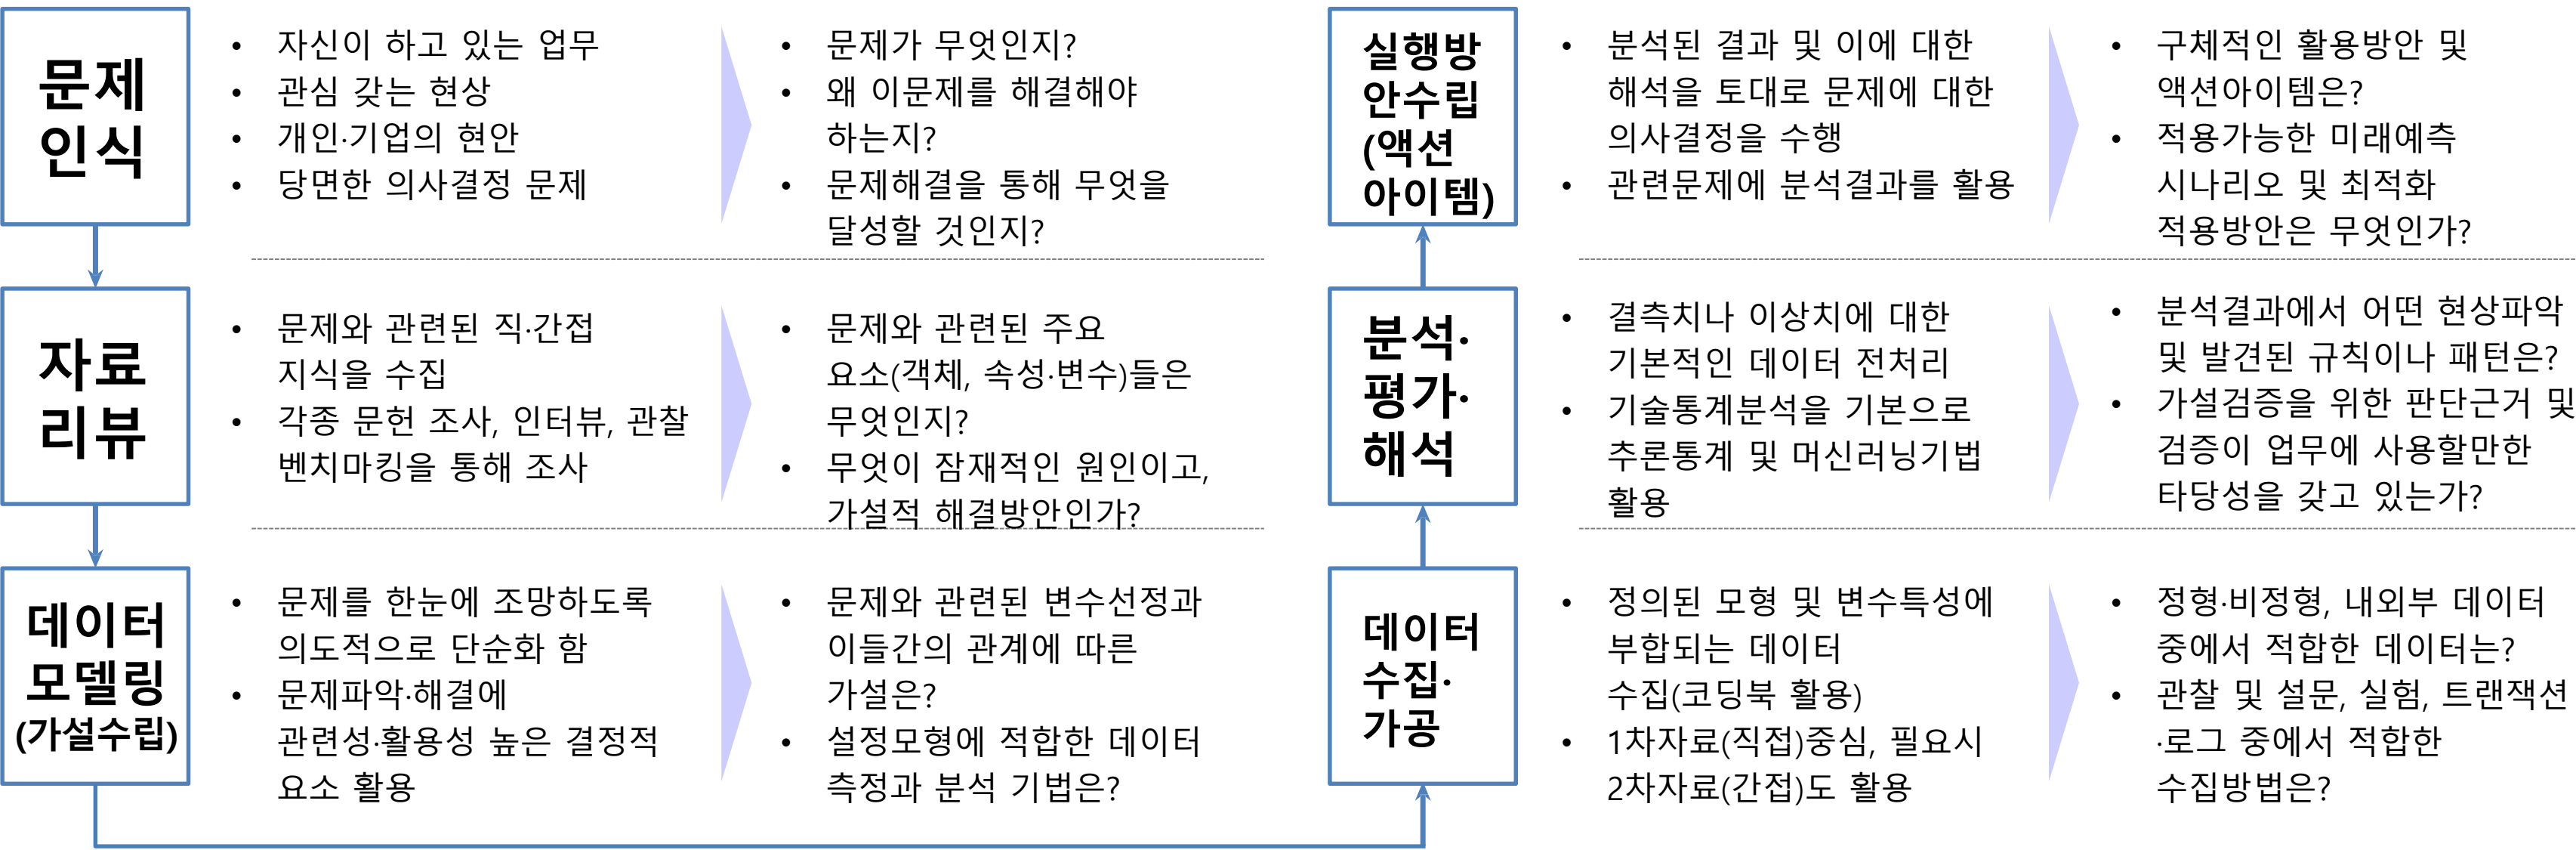 문제
인식
• 자신이 하고 있는 업무
• 관심 갖는 현상
• 개인·기업의 현안
• 당면한 의사결정 문제
• 문제가 무엇인지?
• 왜 이문제를 해결해야
하는지?
• 문제해결을 통해 무엇을
달성할 것인지?
자료
리뷰
• 문제와 관련된 직·간접
지식을 수집
• 각종 문헌 조사, 인터뷰, 관찰
벤치마킹을 통해 조사
• 문제와 관련된 주요
요소(객체, 속성·변수)들은
무엇인지?
• 무엇이 잠재적인 원인이고,
가설적 해결방안인가?
데이터
모델링
(가설수립)
• 문제를 한눈에 조망하도록
의도적으로 단순화 함
• 문제파악·해결에
관련성·활용성 높은 결정적
요소 활용
• 문제와 관련된 변수선정과
이들간의 관계에 따른
가설은?
• 설정모형에 적합한 데이터
측정과 분석 기법은?
실행방
안수립
(액션
아이템)
• 분석된 결과 및 이에 대한
해석을 토대로 문제에 대한
의사결정을 수행
• 관련문제에 분석결과를 활용
• 구체적인 활용방안 및
액션아이템은?
• 적용가능한 미래예측
시나리오 및 최적화
적용방안은 무엇인가?
분석·
평가·
해석
• 결측치나 이상치에 대한
기본적인 데이터 전처리
• 기술통계분석을 기본으로
추론통계 및 머신러닝기법
활용
• 분석결과에서 어떤 현상파악
및 발견된 규칙이나 패턴은?
• 가설검증을 위한 판단근거 및
검증이 업무에 사용할만한
타당성을 갖고 있는가?
데이터
수집·
가공
• 정의된 모형 및 변수특성에
부합되는 데이터
수집(코딩북 활용)
• 1차자료(직접)중심, 필요시
2차자료(간접)도 활용
• 정형·비정형, 내외부 데이터
중에서 적합한 데이터는?
• 관찰 및 설문, 실험, 트랜잭션
·로그 중에서 적합한
수집방법은?